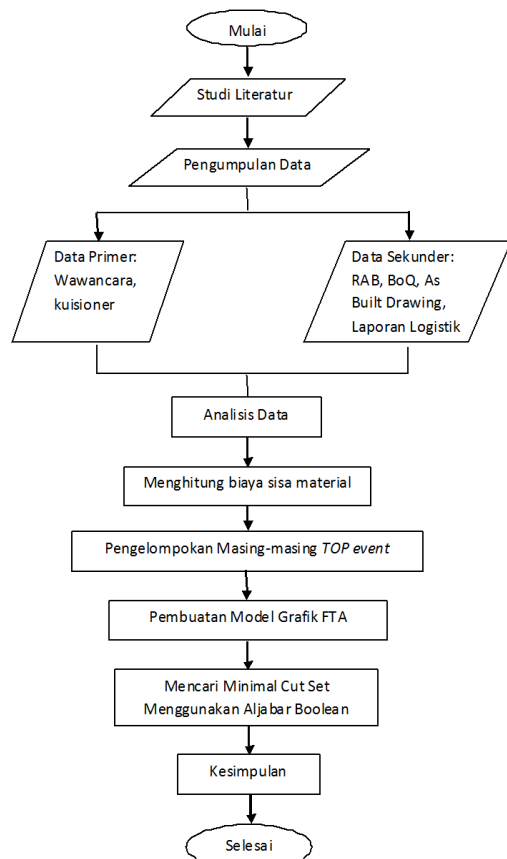 Mulai
Studi Literatur
Pengumpulan Data
Data Primer:
Wawancara,
kuisioner
Data Sekunder:
RAB, BoQ, As
Built Drawing,
Laporan Logistik
Analisis Data
Menghitung biaya sisa material
Pengelompokan Masing-masing TOP event
Pembuatan Model Grafik FTA
Mencari Minimal Cut Set
Menggunakan Aljabar Boolean
Kesimpulan
Selesai